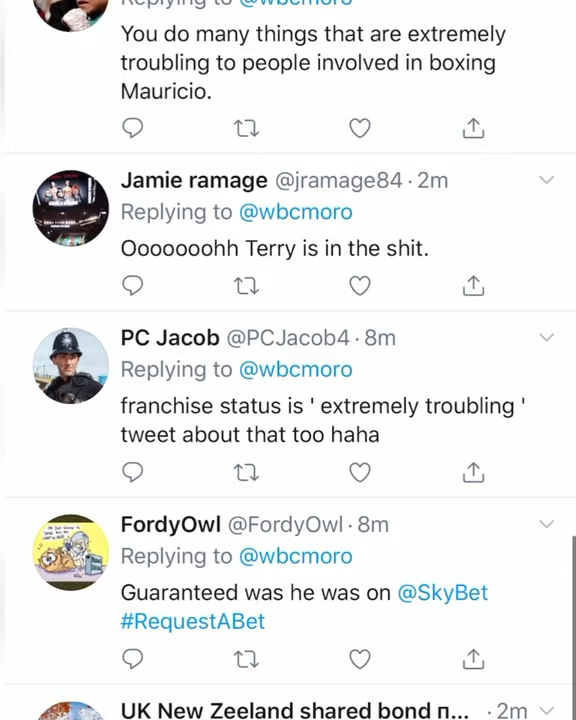 Replying to @wbcmoro
You do many things that are extremely
troubling to people involved in boxing
Mauricio.
Jamie ramage @jramage84 · 2m
Replying to @wbcmoro
Ooooooohh Terry is in the shit.
PC Jacob @PCJacob4 · 8m
Replying to @wbcmoro
franchise status is ' extremely troubling '
tweet about that too haha
FordyOwl @FordyOwl · 8m
Replying to @wbcmoro
Guaranteed was he was on @SkyBet
#RequestABet
UK New Zeeland shared bond п... · 2m